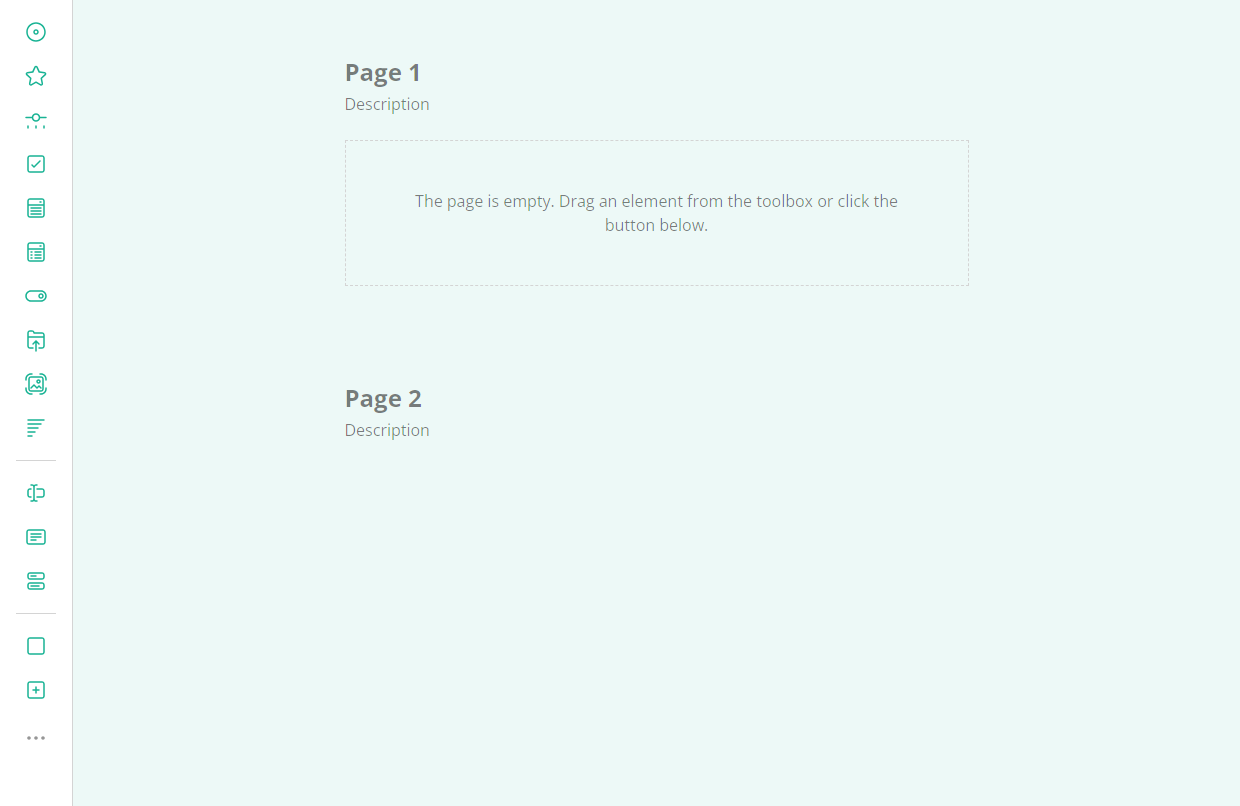 Page 1
Description
The page is empty. Drag an element from the toolbox or click the
button below.
Page 2
Description